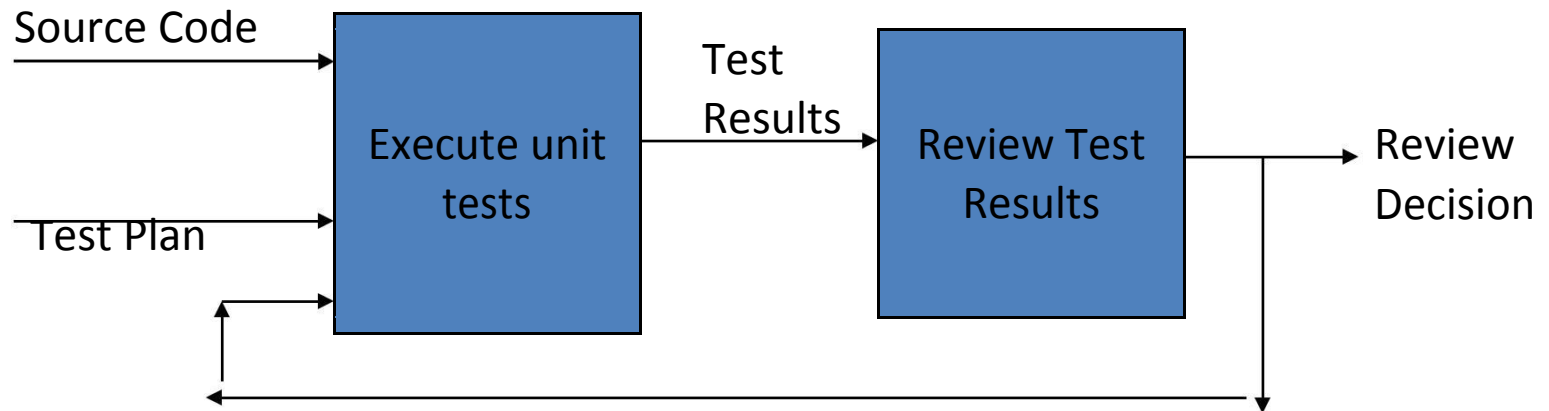 Source Code
Test Plan
Execute unit
tests
Test
Results
Review Test
Results
Review
Decision